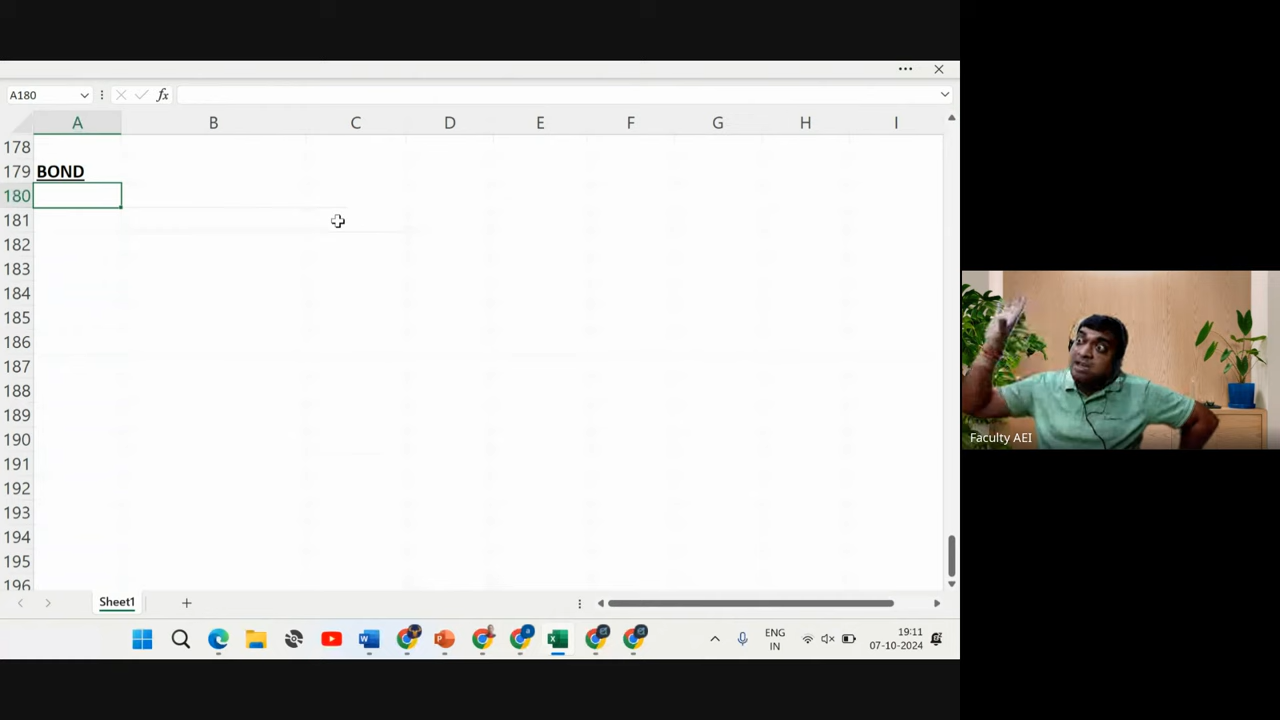 A180
fx
A B C D E F G H I
178
179 BOND
180
181
182
183
184
185
186
187
188
189
190
191
192
193
194
195
196
Faculty AEI
Sheet1
ENG 19:11
IN 07-10-2024